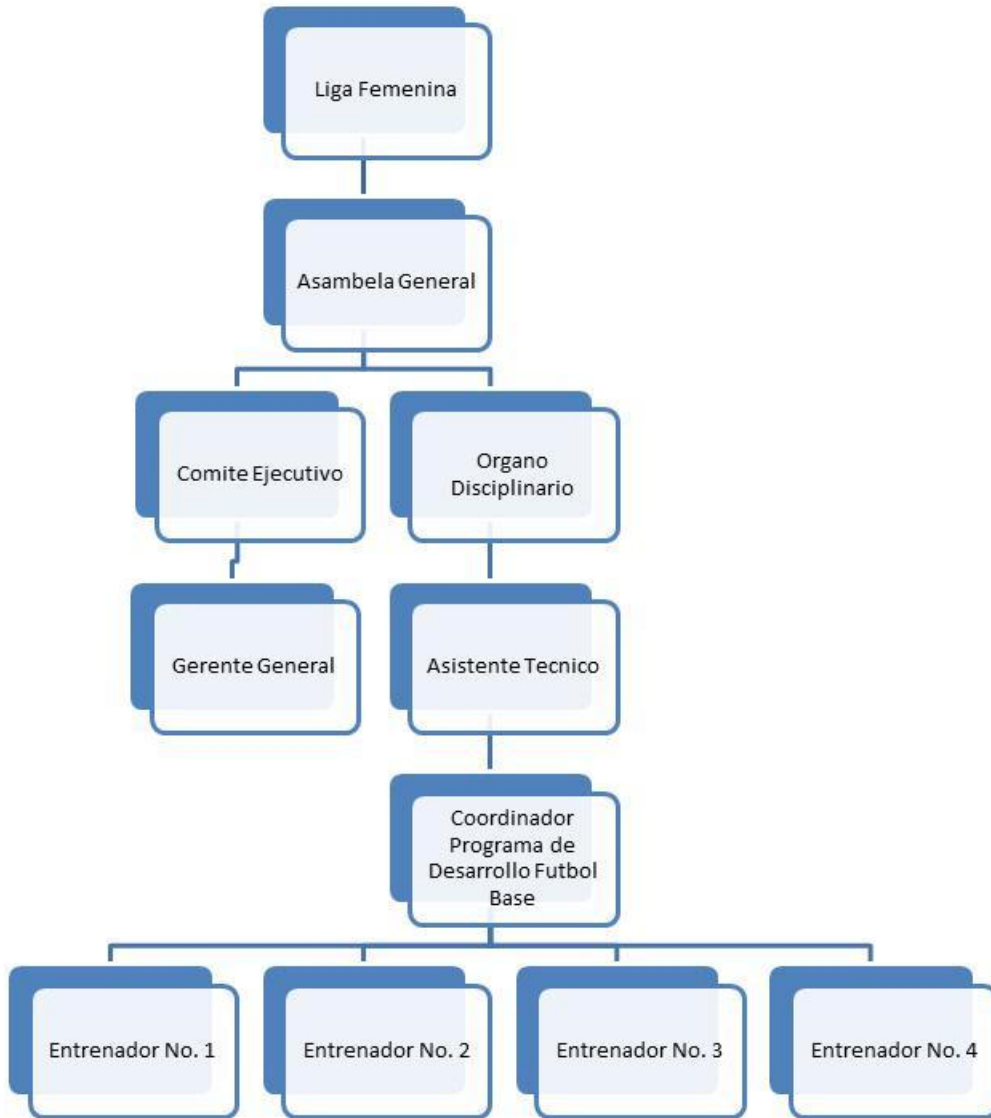 Liga Femenina
Asambela General
Comite Ejecutivo
Organo
Disciplinario
Gerente General
Asistente Tecnico
Coordinador
Programa de
Desarrollo Futbol
Base
Entrenador No. 1
Entrenador No. 2
Entrenador No. 3
Entrenador No. 4